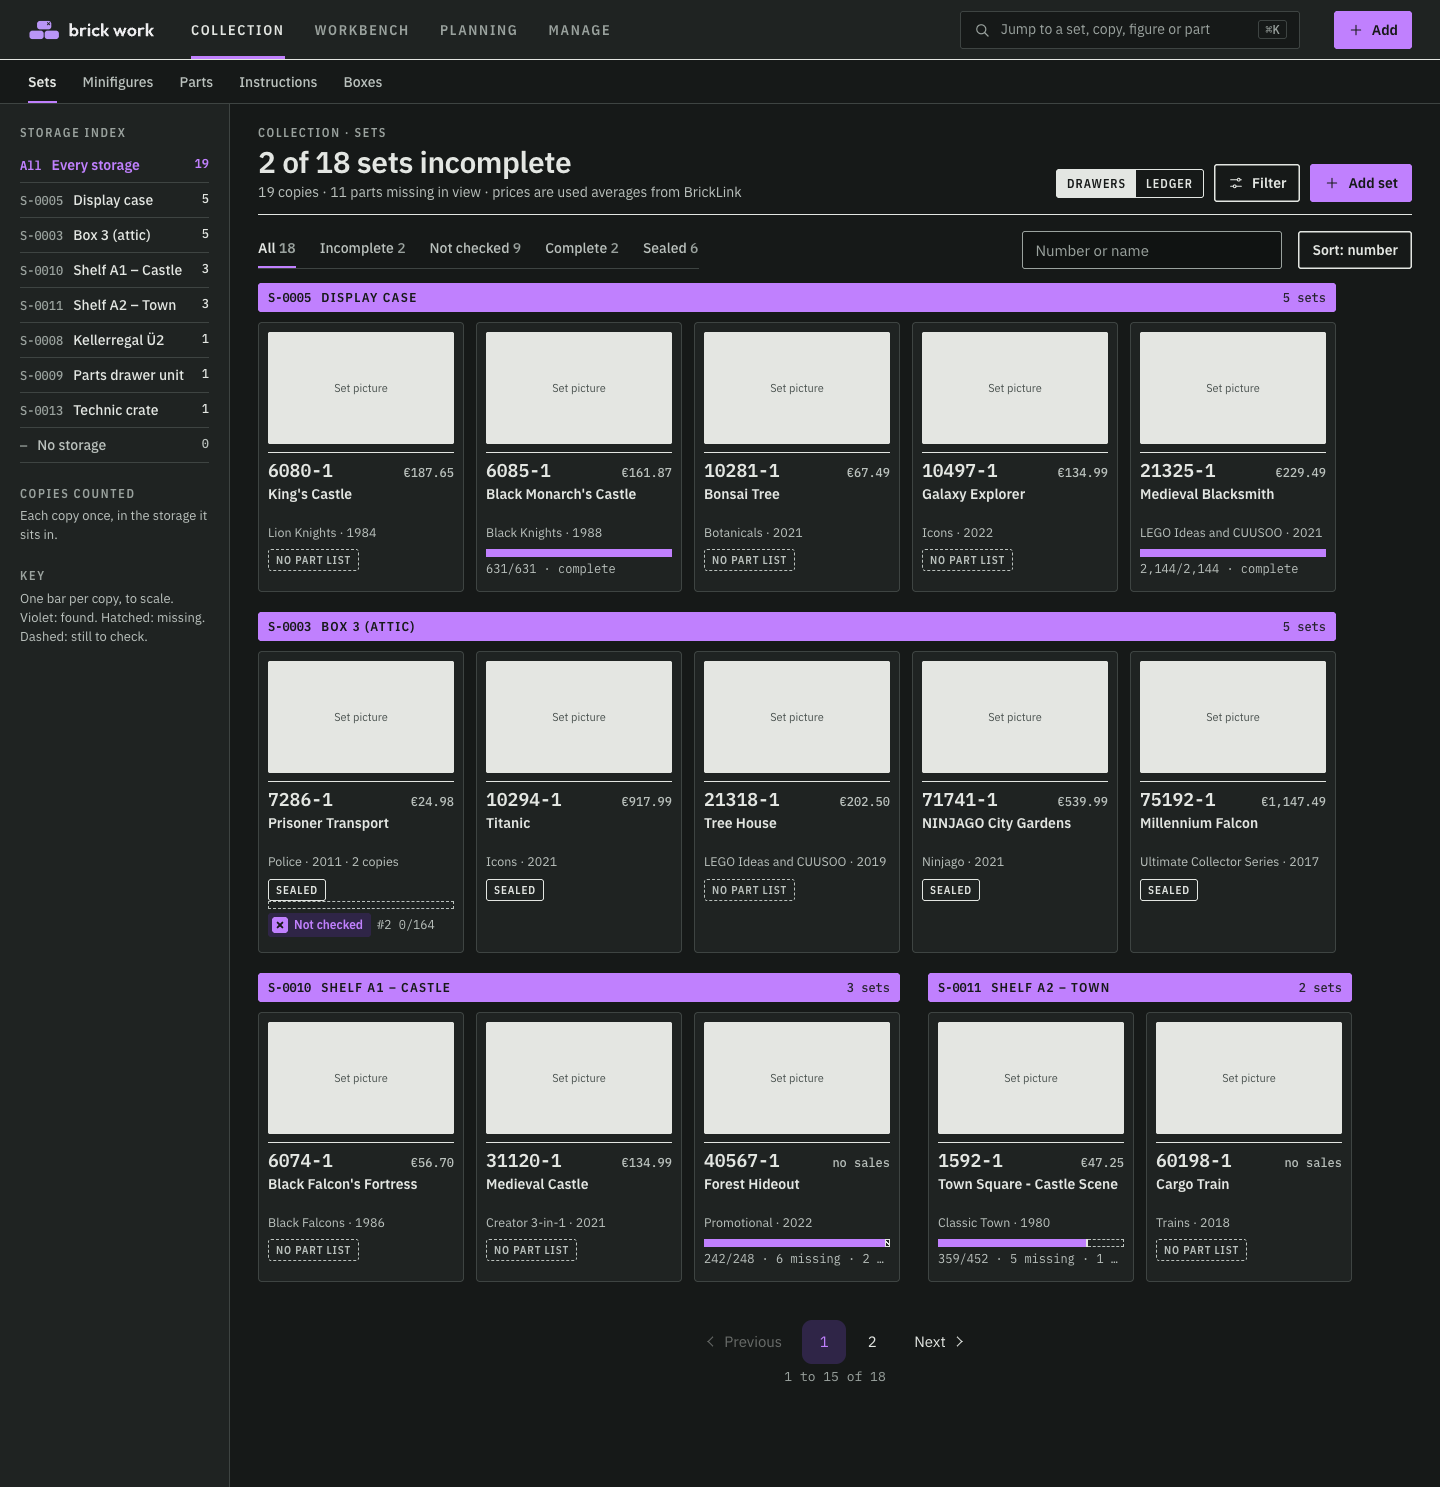 brick work
COLLECTION
WORKBENCH
PLANNING
MANAGE
Jump to a set, copy, figure or part
⌘K
+ Add
Sets
Minifigures
Parts
Instructions
Boxes
STORAGE INDEX
All Every storage 19
S-0005 Display case 5
S-0003 Box 3 (attic) 5
S-0010 Shelf A1 – Castle 3
S-0011 Shelf A2 – Town 3
S-0008 Kellerregal Ü2 1
S-0009 Parts drawer unit 1
S-0013 Technic crate 1
– No storage 0
COPIES COUNTED
Each copy once, in the storage it
sits in.
KEY
One bar per copy, to scale.
Violet: found. Hatched: missing.
Dashed: still to check.
COLLECTION · SETS
2 of 18 sets incomplete
19 copies · 11 parts missing in view · prices are used averages from BrickLink
DRAWERS
LEDGER
Filter
+ Add set
All 18
Incomplete 2
Not checked 9
Complete 2
Sealed 6
Number or name
Sort: number
S-0005 DISPLAY CASE 5 sets
Set picture
6080-1 €187.65
King's Castle
Lion Knights · 1984
NO PART LIST
Set picture
6085-1 €161.87
Black Monarch's Castle
Black Knights · 1988
631/631 · complete
Set picture
10281-1 €67.49
Bonsai Tree
Botanicals · 2021
NO PART LIST
Set picture
10497-1 €134.99
Galaxy Explorer
Icons · 2022
NO PART LIST
Set picture
21325-1 €229.49
Medieval Blacksmith
LEGO Ideas and CUUSOO · 2021
2,144/2,144 · complete
S-0003 BOX 3 (ATTIC) 5 sets
Set picture
7286-1 €24.98
Prisoner Transport
Police · 2011 · 2 copies
SEALED
Not checked #2 0/164
Set picture
10294-1 €917.99
Titanic
Icons · 2021
SEALED
Set picture
21318-1 €202.50
Tree House
LEGO Ideas and CUUSOO · 2019
NO PART LIST
Set picture
71741-1 €539.99
NINJAGO City Gardens
Ninjago · 2021
SEALED
Set picture
75192-1 €1,147.49
Millennium Falcon
Ultimate Collector Series · 2017
SEALED
S-0010 SHELF A1 – CASTLE 3 sets
Set picture
6074-1 €56.70
Black Falcon's Fortress
Black Falcons · 1986
NO PART LIST
Set picture
31120-1 €134.99
Medieval Castle
Creator 3-in-1 · 2021
NO PART LIST
Set picture
40567-1 no sales
Forest Hideout
Promotional · 2022
242/248 · 6 missing · 2 …
S-0011 SHELF A2 – TOWN 2 sets
Set picture
1592-1 €47.25
Town Square - Castle Scene
Classic Town · 1980
359/452 · 5 missing · 1 …
Set picture
60198-1 no sales
Cargo Train
Trains · 2018
NO PART LIST
Previous
1
2
Next
1 to 15 of 18